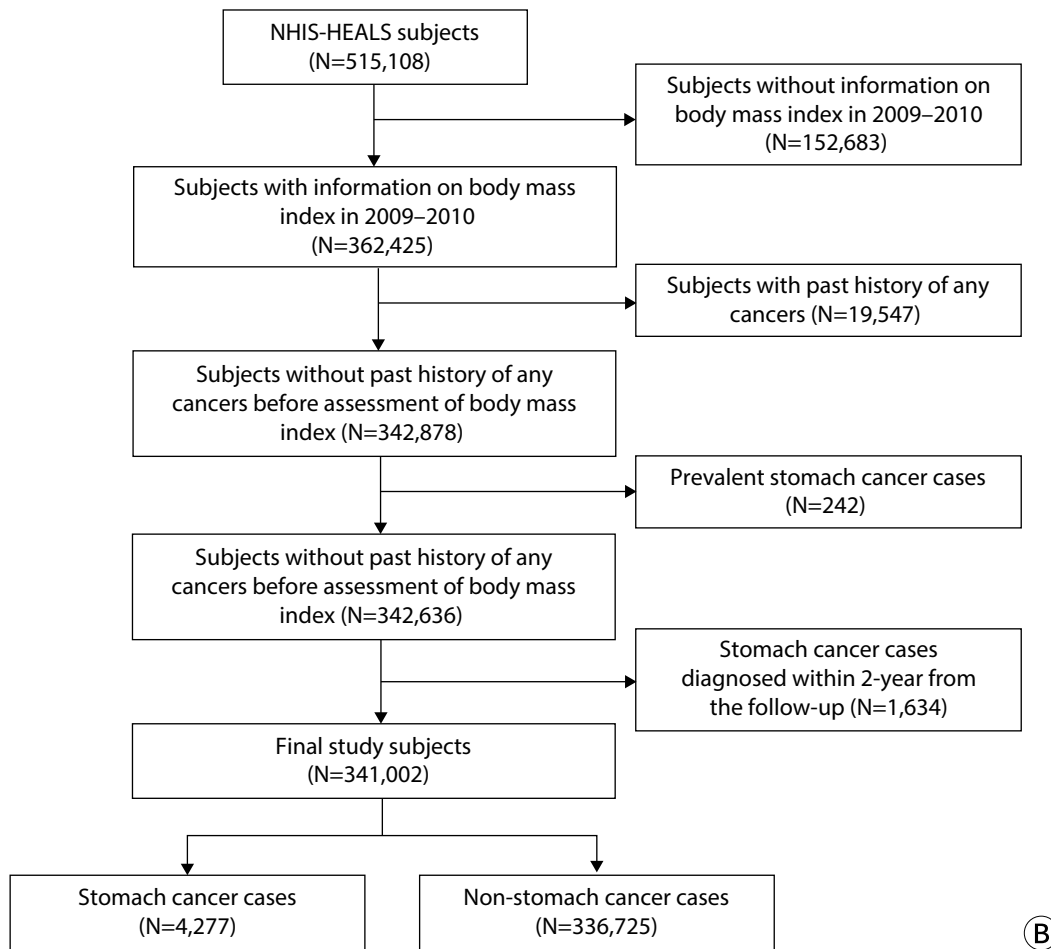 NHIS-HEALS subjects
(N=515,108)
Subjects without information on
body mass index in 2009–2010
(N=152,683)
Subjects with information on body mass
index in 2009–2010
(N=362,425)
Subjects with past history of any
cancers (N=19,547)
Subjects without past history of any
cancers before assessment of body mass
index (N=342,878)
Prevalent stomach cancer cases
(N=242)
Subjects without past history of any
cancers before assessment of body mass
index (N=342,636)
Stomach cancer cases
diagnosed within 2-year from
the follow-up (N=1,634)
Final study subjects
(N=341,002)
Stomach cancer cases
(N=4,277)
Non-stomach cancer cases
(N=336,725)
B